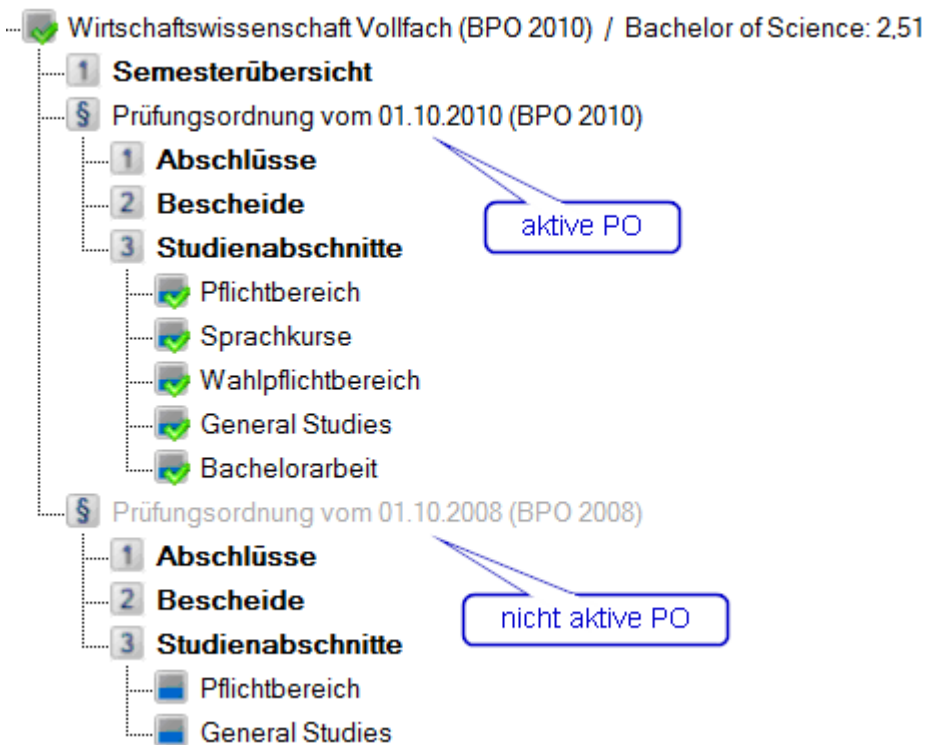 Wirtschaftswissenschaft Vollfach (BPO 2010) / Bachelor of Science: 2,51
1 Semesterübersicht
§ Prüfungsordnung vom 01.10.2010 (BPO 2010)
1 Abschlüsse
2 Bescheide
aktive PO
3 Studienabschnitte
Pflichtbereich
Sprachkurse
Wahlpflichtbereich
General Studies
Bachelorarbeit
§ Prüfungsordnung vom 01.10.2008 (BPO 2008)
1 Abschlüsse
2 Bescheide
nicht aktive PO
3 Studienabschnitte
Pflichtbereich
General Studies